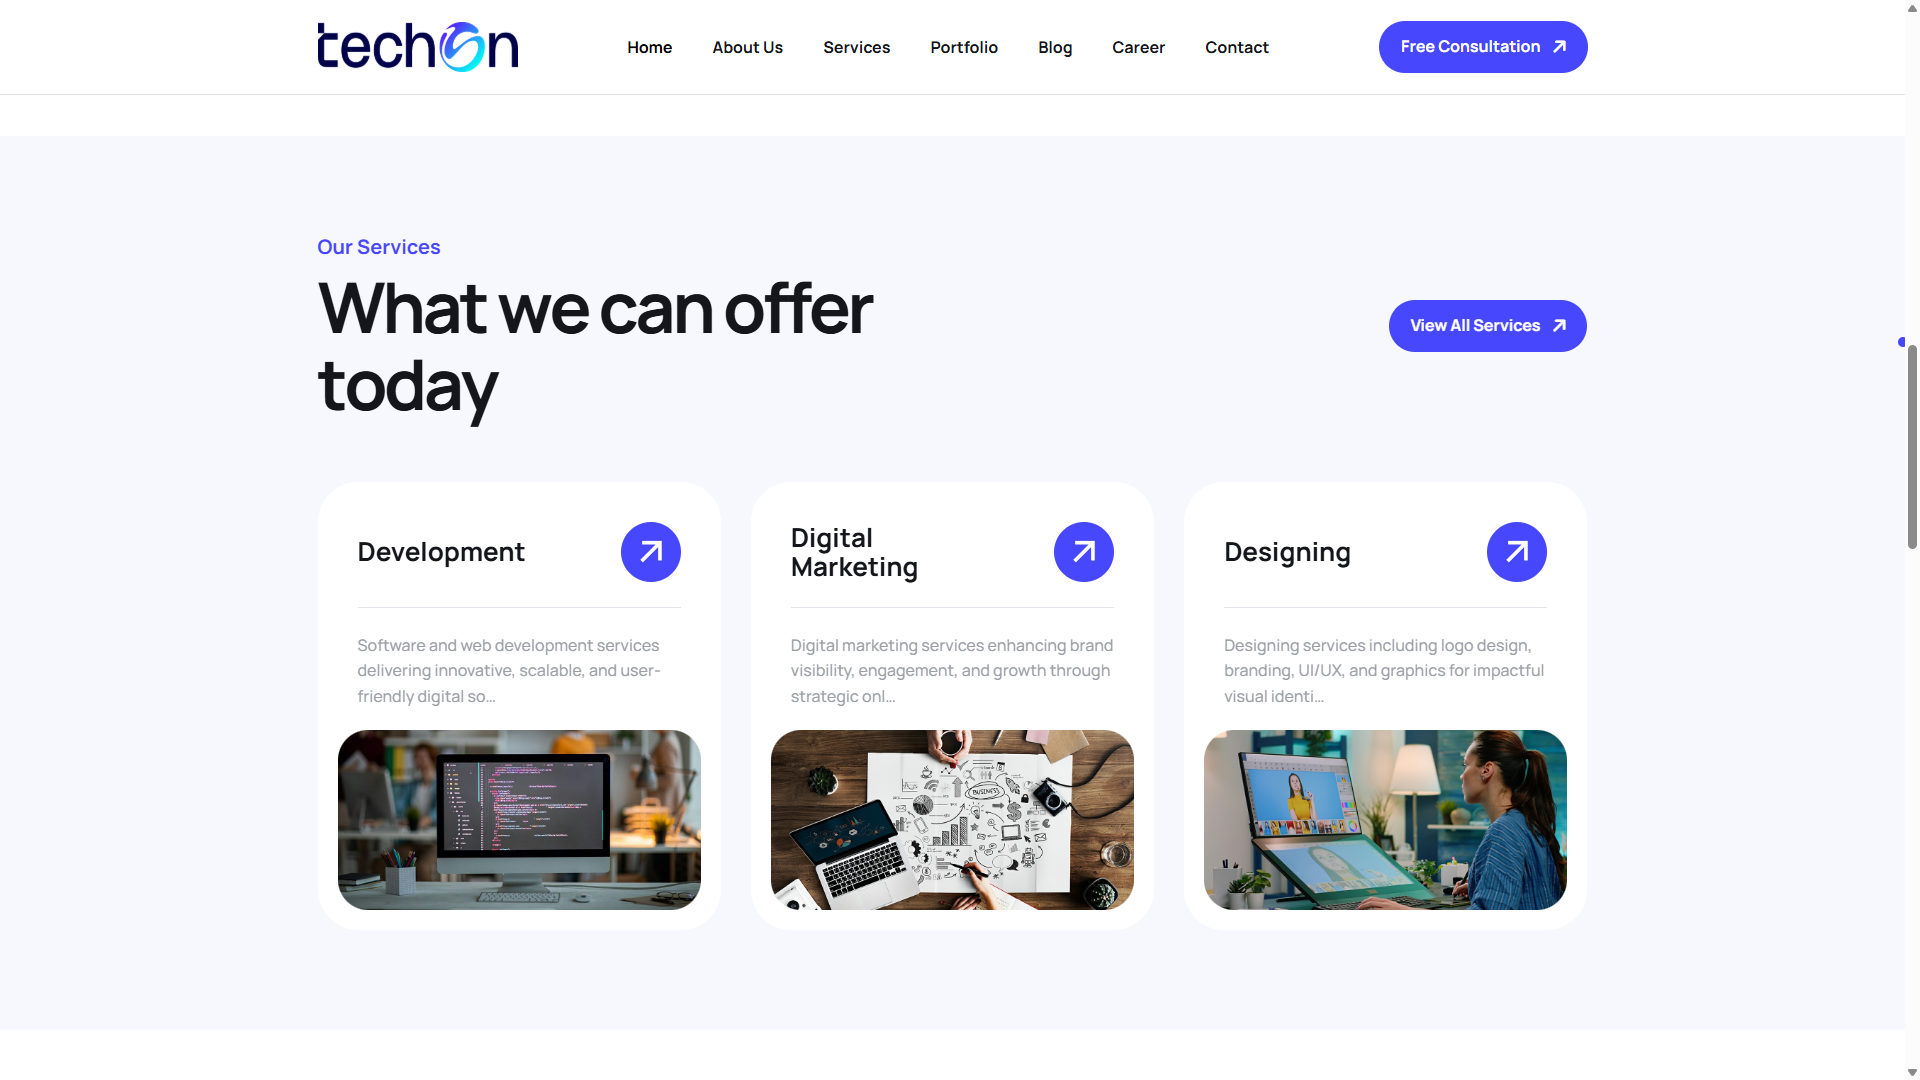 techon
Home
About Us
Services
Portfolio
Blog
Career
Contact
Free Consultation
Our Services
What we can offer
today
View All Services
Development
Software and web development services
delivering innovative, scalable, and user-
friendly digital so...
Digital
Marketing
Digital marketing services enhancing brand
visibility, engagement, and growth through
strategic onl...
BUSINESS
Designing
Designing services including logo design,
branding, UI/UX, and graphics for impactful
visual identi...